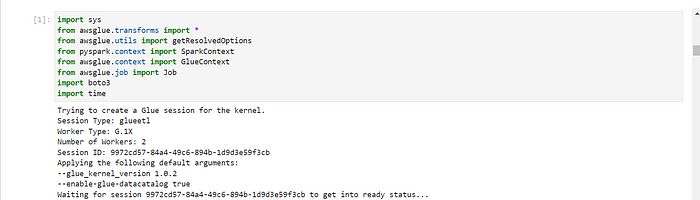 [1]:
import sys
from awsglue.transforms import *
from awsglue.utils import getResolvedOptions
from pyspark.context import SparkContext
from awsglue.context import GlueContext
from awsglue.job import Job
import boto3
import time
Trying to create a Glue session for the kernel.
Session Type: glueetl
Worker Type: G.1X
Number of Workers: 2
Session ID: 9972cd57-84a4-49c6-894b-1d9d3e59f3cb
Applying the following default arguments:
--glue_kernel_version 1.0.2
--enable-glue-datacatalog true
Waiting for session 9972cd57-84a4-49c6-894b-1d9d3e59f3cb to get into ready status...